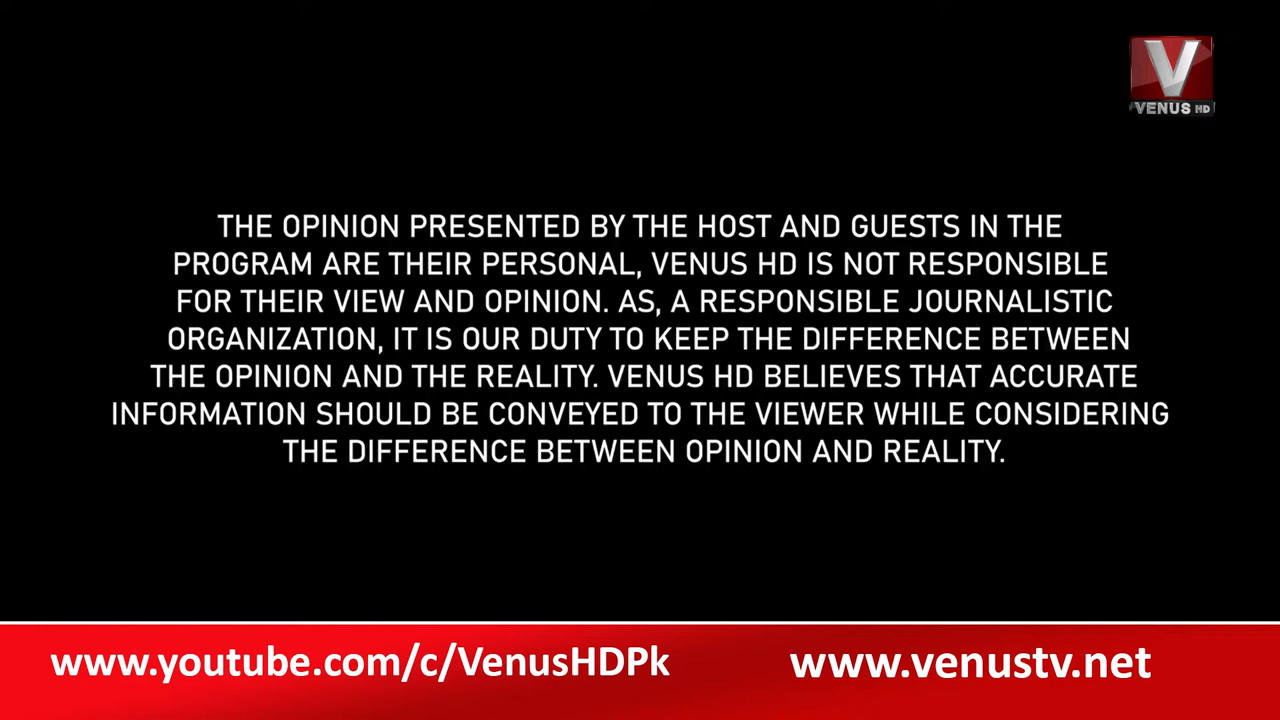 V
VENUS HD
THE OPINION PRESENTED BY THE HOST AND GUESTS IN THE
PROGRAM ARE THEIR PERSONAL, VENUS HD IS NOT RESPONSIBLE
FOR THEIR VIEW AND OPINION. AS, A RESPONSIBLE JOURNALISTIC
ORGANIZATION, IT IS OUR DUTY TO KEEP THE DIFFERENCE BETWEEN
THE OPINION AND THE REALITY. VENUS HD BELIEVES THAT ACCURATE
INFORMATION SHOULD BE CONVEYED TO THE VIEWER WHILE CONSIDERING
THE DIFFERENCE BETWEEN OPINION AND REALITY.
www.youtube.com/c/VenusHDPk
www.venustv.net